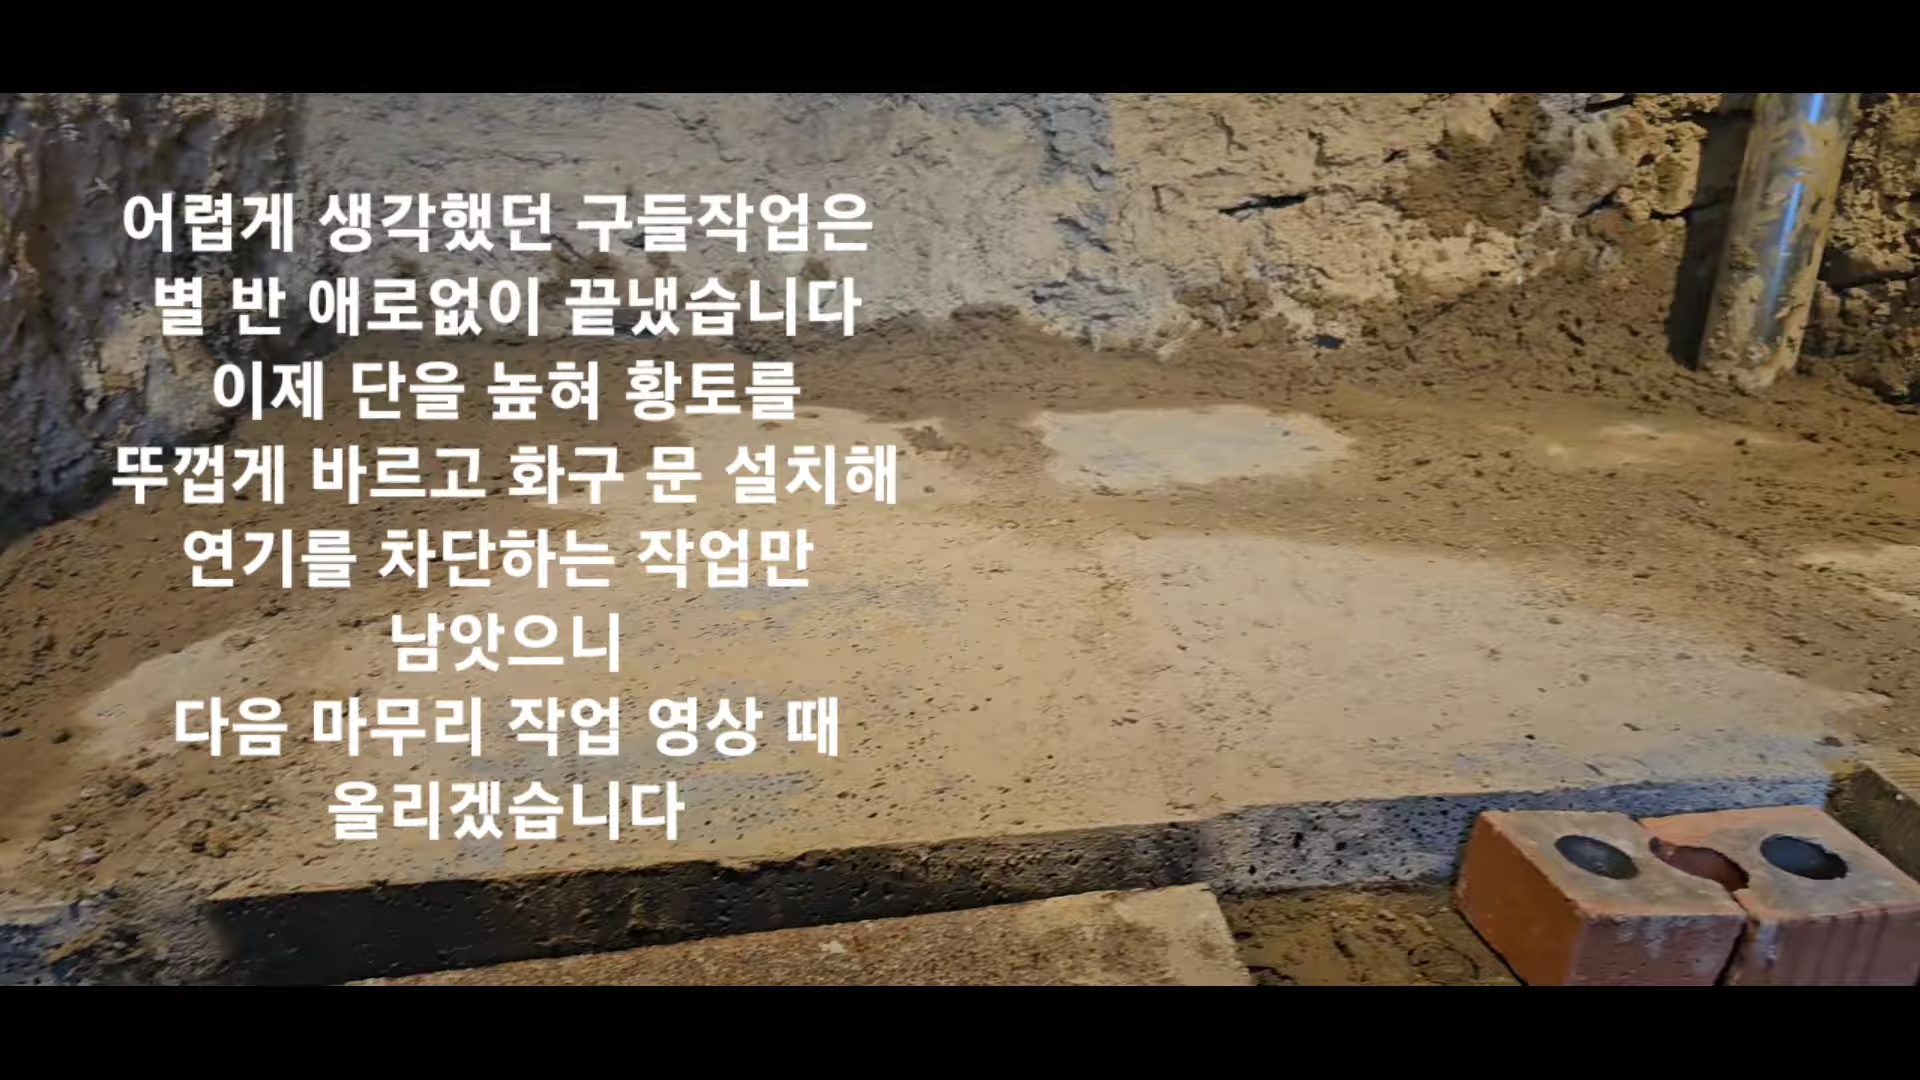 어렵게 생각했던 구들작업은
별 반 애로없이 끝냈습니다
이제 단을 높혀 황토를
뚜껍게 바르고 화구 문 설치해
연기를 차단하는 작업만
남앗으니
다음 마무리 작업 영상 때
올리겠습니다